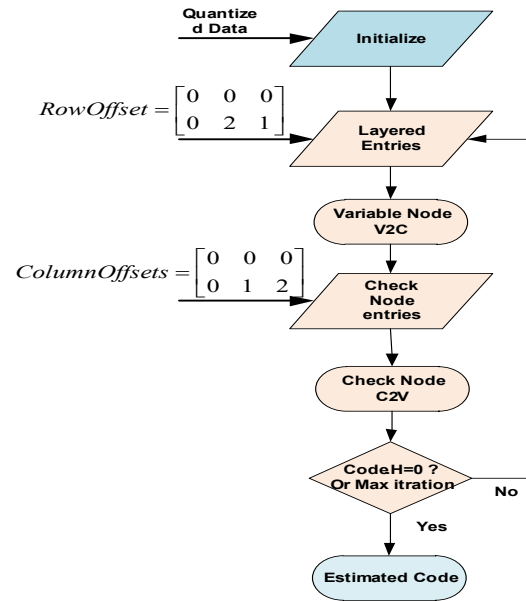 Quantize
d Data
Initialize
RowOffset = [0 0 0
0 2 1]
Layered
Entries
Variable Node
V2C
ColumnOffsets = [0 0 0
0 1 2]
Check
Node
entries
Check Node
C2V
Code.H=0 ?
Or Max itration
No
Yes
Estimated Code